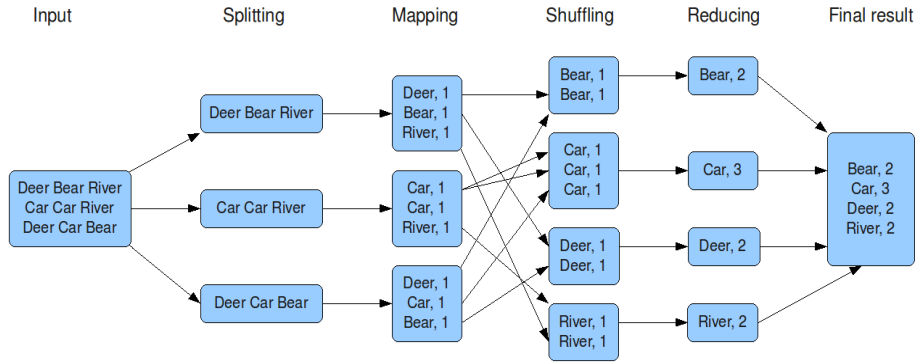 Input
Splitting
Mapping
Shuffling
Reducing
Final result
Deer Bear River
Car Car River
Deer Car Bear
Deer Bear River
Car Car River
Deer Car Bear
Deer, 1
Bear, 1
River, 1
Car, 1
Car, 1
River, 1
Deer, 1
Car, 1
Bear, 1
Bear, 1
Bear, 1
Car, 1
Car, 1
Car, 1
Deer, 1
Deer, 1
River, 1
River, 1
Bear, 2
Car, 3
Deer, 2
River, 2
Bear, 2
Car, 3
Deer, 2
River, 2